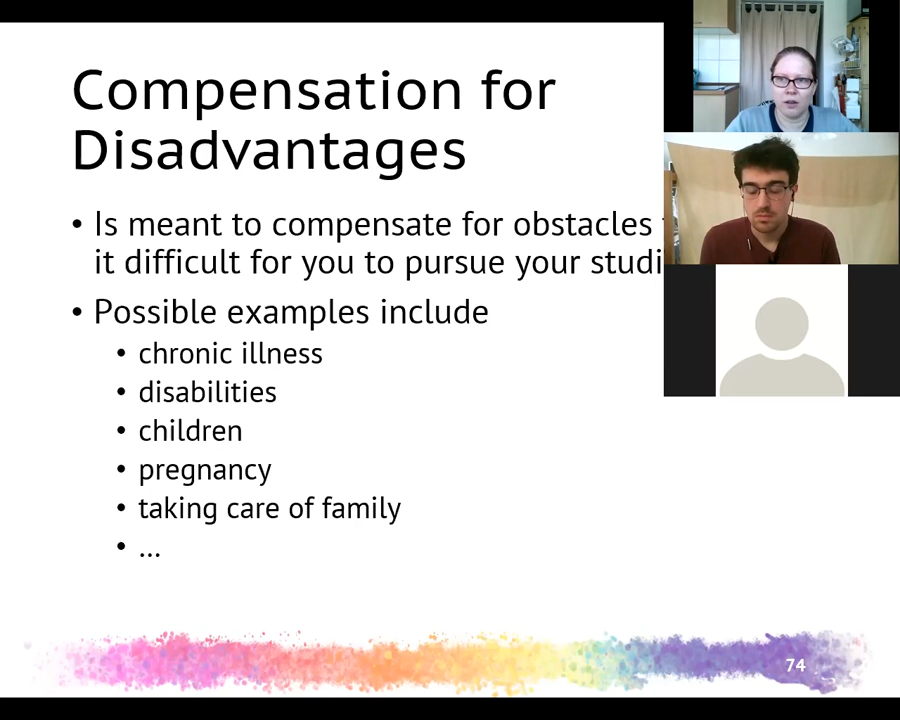 Compensation for
Disadvantages
• Is meant to compensate for obstacles
it difficult for you to pursue your
• Possible examples include
• chronic illness
• disabilities
• children
• pregnancy
• taking care of family
• ...
74